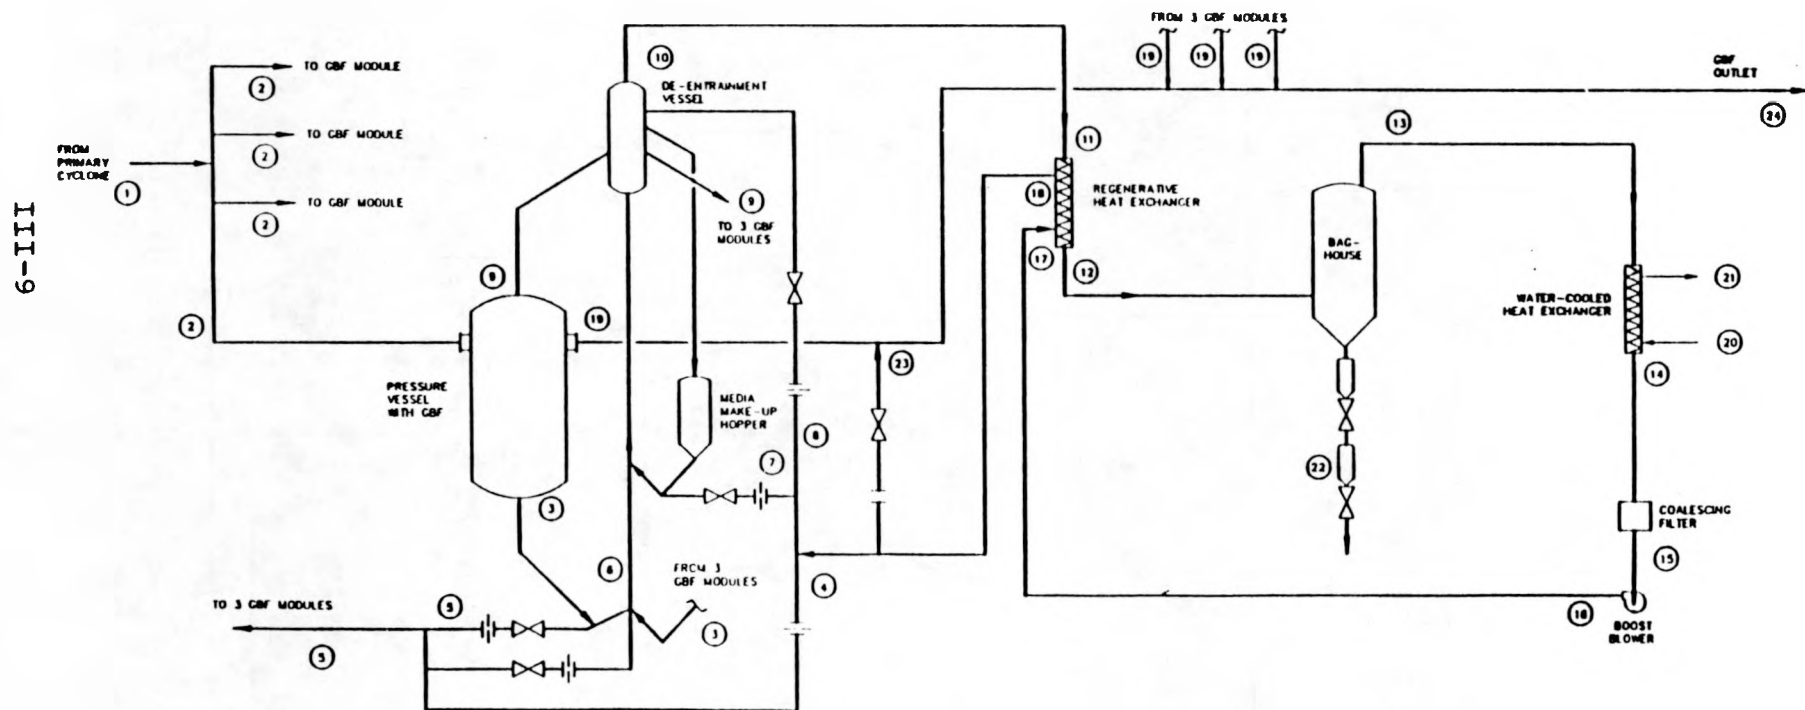 6-III
FROM
PRIMARY
CYCLONE
1
2
TO GBF MODULE
2
TO GBF MODULE
2
TO GBF MODULE
2
9
PRESSURE
VESSEL
WITH GBF
3
19
10
DE-ENTRAINMENT
VESSEL
9
TO 3 GBF
MODULES
MEDIA
MAKE-UP
HOPPER
7
8
6
FROM 3
GBF MODULES
3
4
TO 3 GBF MODULES
5
5
23
FROM 3 GBF MODULES
19
19
19
GBF
OUTLET
24
11
18
REGENERATIVE
HEAT EXCHANGER
17
12
13
BAG-
HOUSE
22
WATER-COOLED
HEAT EXCHANGER
21
20
14
COALESCING
FILTER
15
16
BOOST
BLOWER